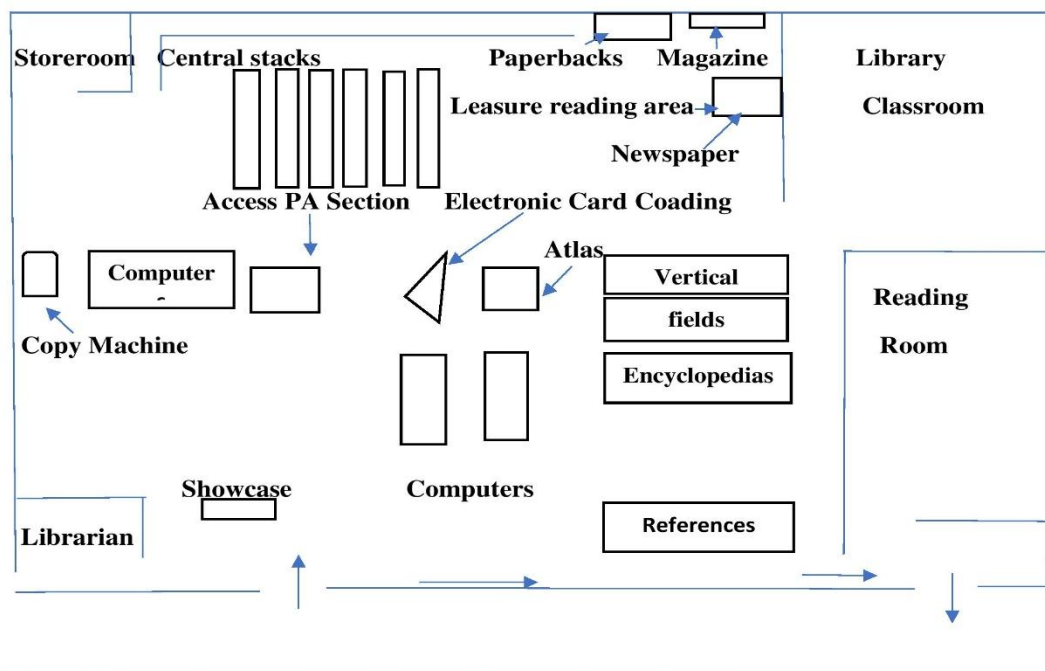 Storeroom
Central stacks
Paperbacks
Magazine
Library
Classroom
Leasure reading area
Newspaper
Access PA Section
Electronic Card Coading
Atlas
Computer
Vertical
fields
Reading
Room
Copy Machine
Encyclopedias
Showcase
Computers
References
Librarian